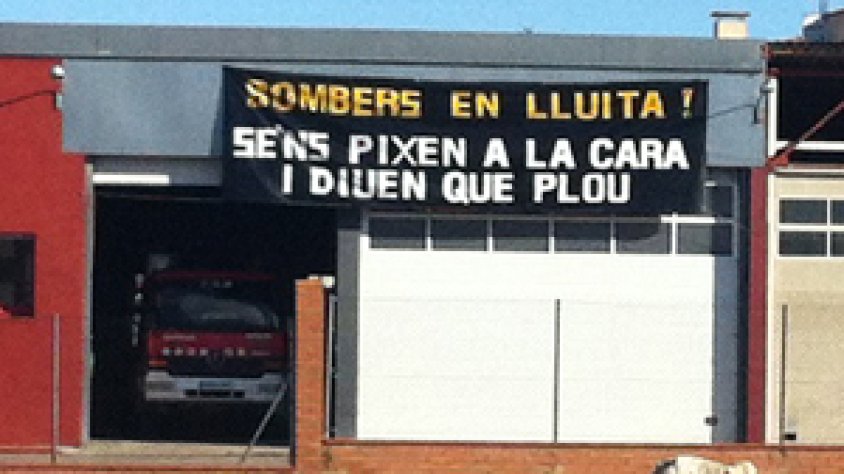 BOMBERS EN LLUITA !
SE'NS PIXEN A LA CARA
I DIUEN QUE PLOU